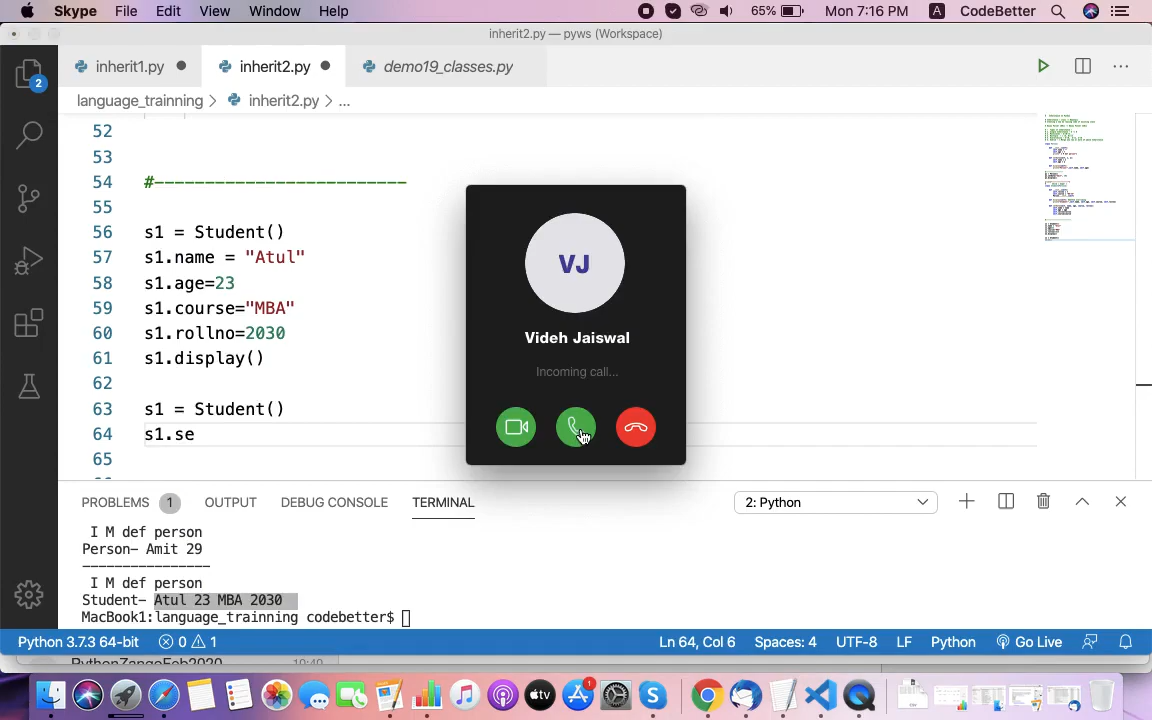 Skype File Edit View Window Help 65% Mon 7:16 PM A CodeBetter
inherit2.py — pyws (Workspace)
2
inherit1.py inherit2.py demo19_classes.py
language_trainning > inherit2.py > ...
52
53
54 #-------------------------
55
56 s1 = Student()
57 s1.name = "Atul"
58 s1.age=23
59 s1.course="MBA"
60 s1.rollno=2030
61 s1.display()
62
63 s1 = Student()
64 s1.se
65
VJ
Videh Jaiswal
Incoming call...
PROBLEMS 1 OUTPUT DEBUG CONSOLE TERMINAL 2: Python
I M def person
Person- Amit 29
----------------
I M def person
Student- Atul 23 MBA 2030
MacBook1:language_trainning codebetter$
Python 3.7.3 64-bit 0 1 Ln 64, Col 6 Spaces: 4 UTF-8 LF Python Go Live
tv 1